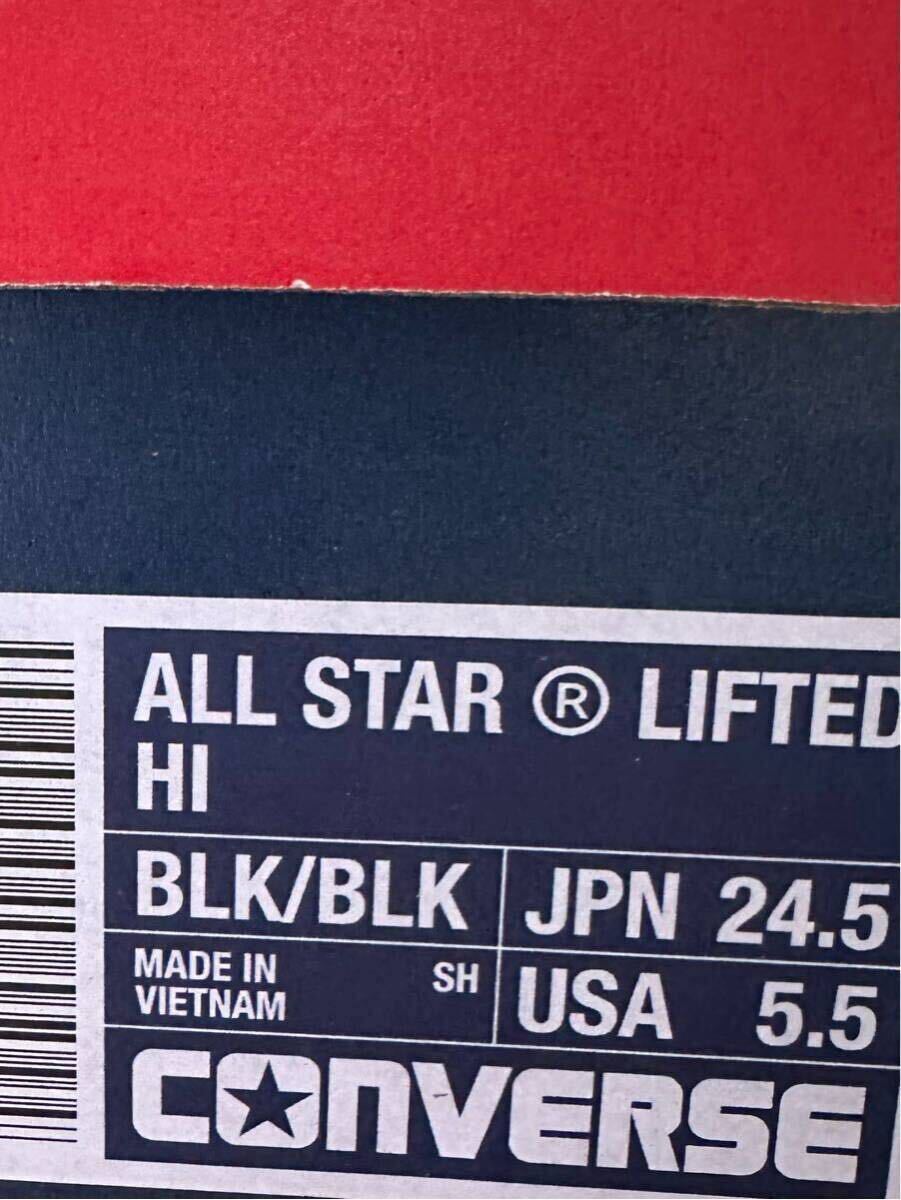 ALL STAR ® LIFTED
HI
BLK/BLK
JPN 24.5
MADE IN
VIETNAM
SH
USA 5.5
CONVERSE